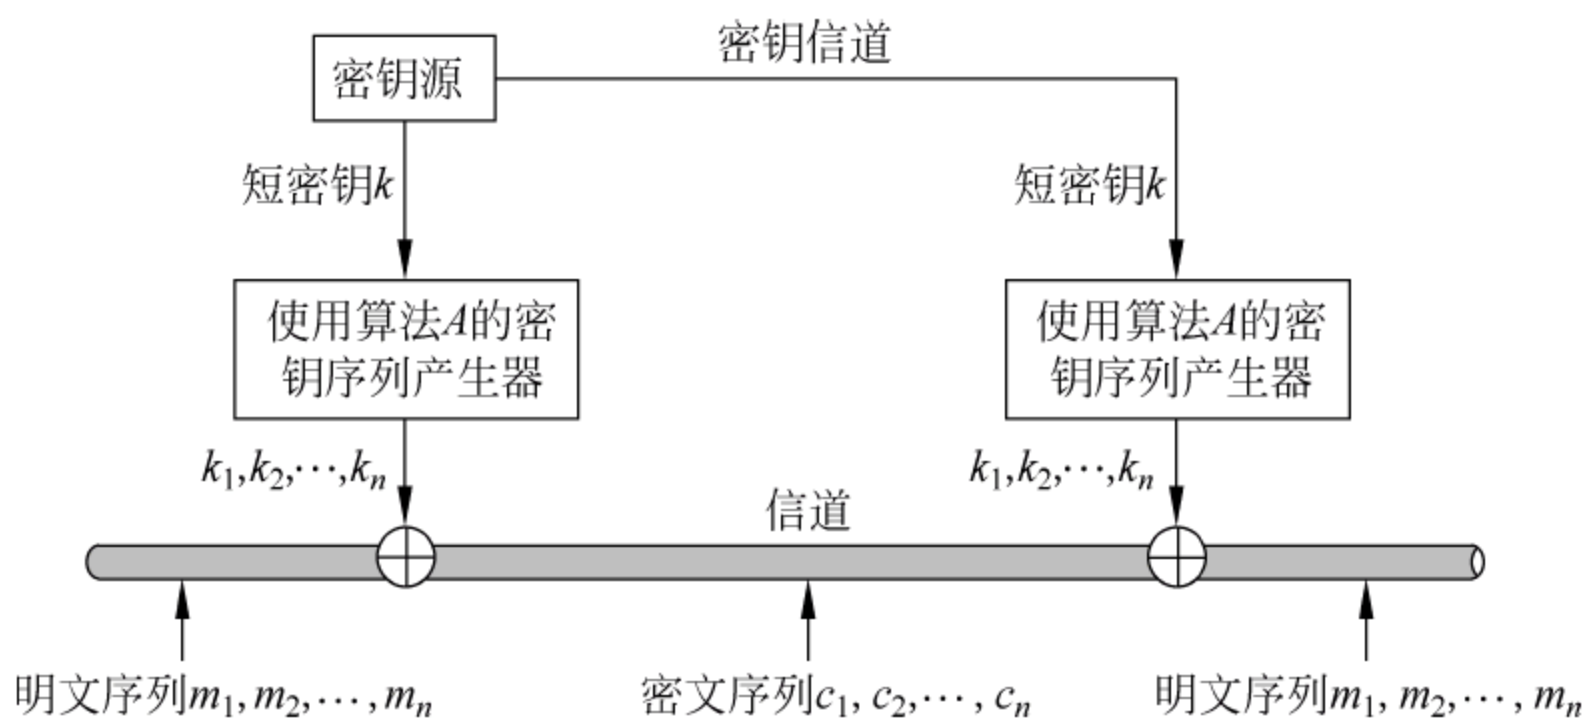 密钥信道
密钥源
短密钥k
短密钥k
使用算法A的密
钥序列产生器
使用算法A的密
钥序列产生器
k₁,k₂,⋯,kₙ
k₁,k₂,⋯,kₙ
信道
明文序列m₁, m₂, ⋯, mₙ
密文序列c₁, c₂, ⋯, cₙ
明文序列m₁, m₂, ⋯, mₙ